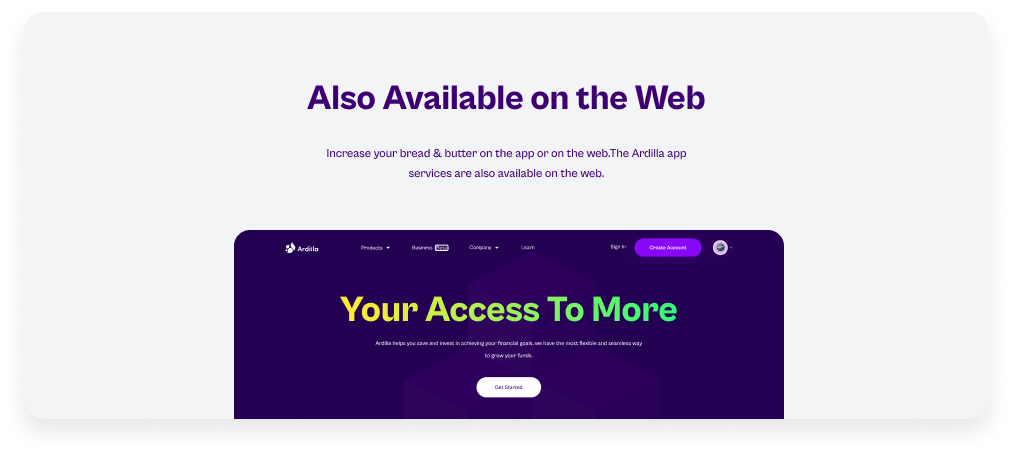 Also Available on the Web
Increase your bread & butter on the app or on the web.The Ardilla app
services are also available on the web.
Ardilla Products Business Company Learn Sign In Create Account
Your Access To More
Ardilla helps you save and invest in achieving your financial goals, we have the most flexible and seamless way
to grow your funds.
Get Started